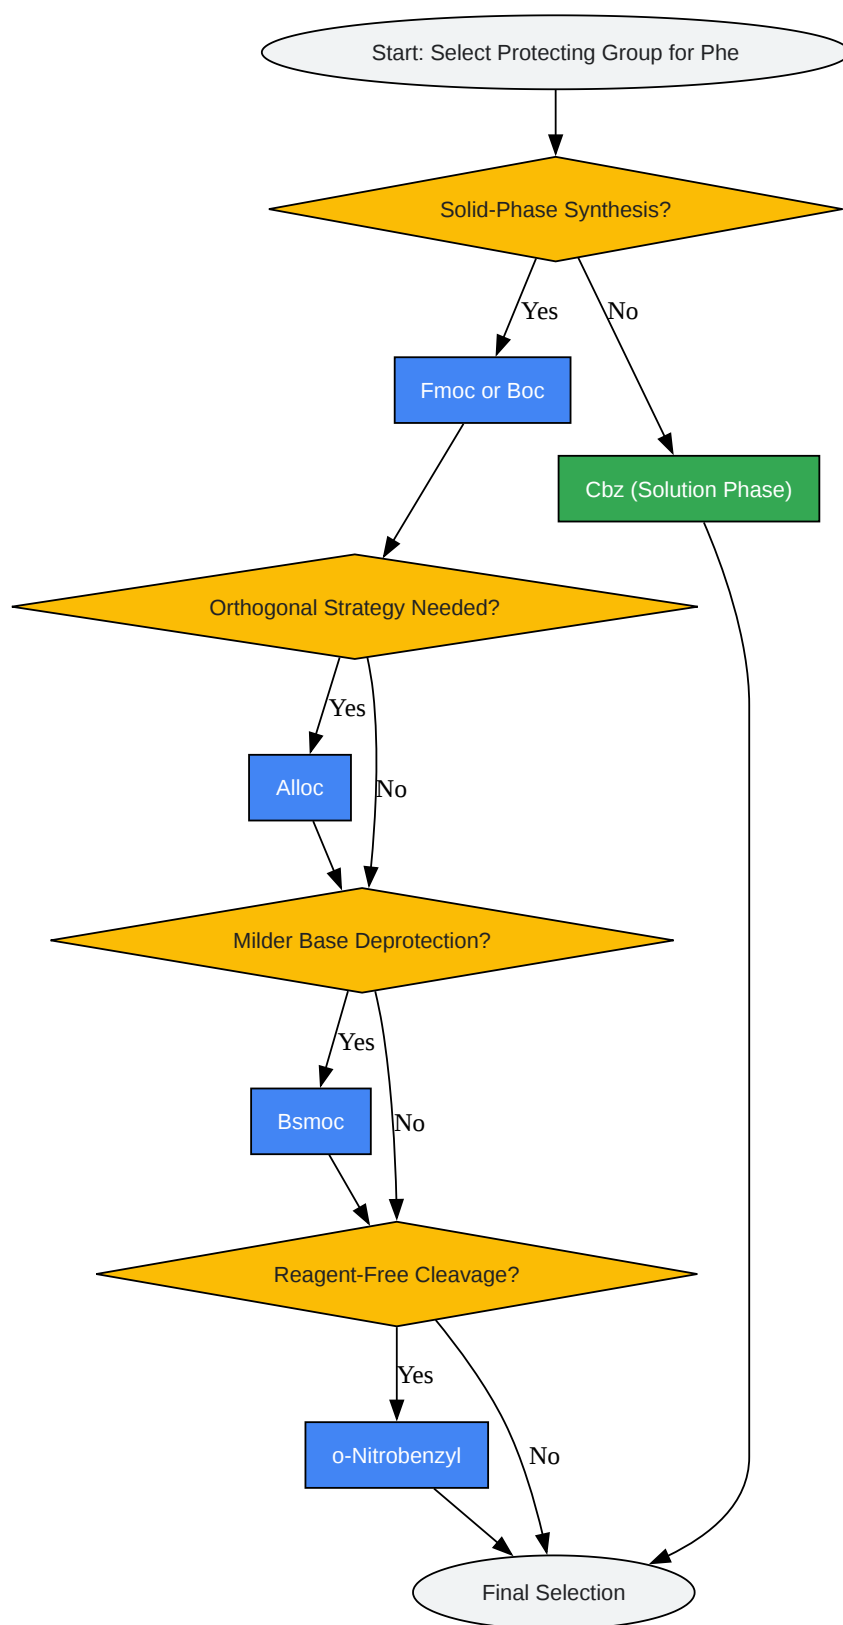 Start: Select Protecting Group for Phe
Solid-Phase Synthesis?
Yes
No
Fmoc or Boc
Cbz (Solution Phase)
Orthogonal Strategy Needed?
Yes
Alloc
No
Milder Base Deprotection?
Yes
Bsmoc
No
Reagent-Free Cleavage?
Yes
o-Nitrobenzyl
No
Final Selection